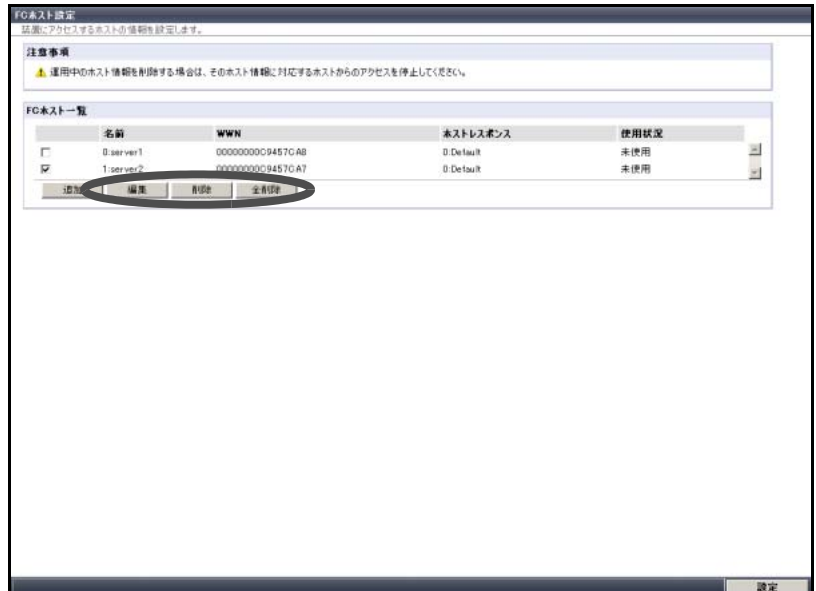 FCホスト設定
装置にアクセスするホストの情報を設定します。
注意事項
運用中のホスト情報を削除する場合は、そのホスト情報に対応するホストからのアクセスを停止してください。
FCホスト一覧
名前 WWN ホストレスポンス 使用状況
0:server1 00000000C9457CA8 0:Default 未使用
1:server2 00000000C9457CA7 0:Default 未使用
追加 編集 削除 全削除
設定